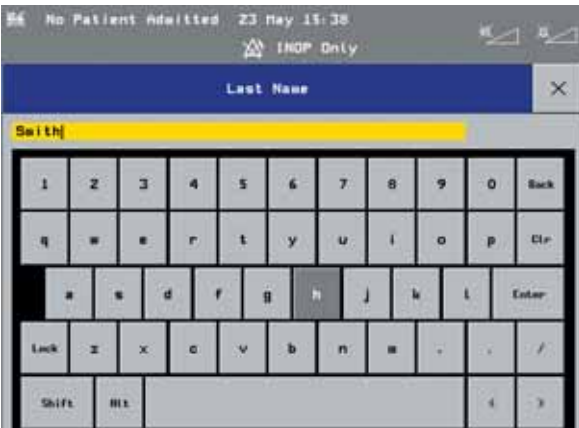 No Patient Admitted 23 May 15:38
INOP Only
Last Name
Smith
1 2 3 4 5 6 7 8 9 0 Back
q w e r t y u i o p Clr
a s d f g h j k l Enter
Lock z x c v b n m . , /
Shift Alt < >